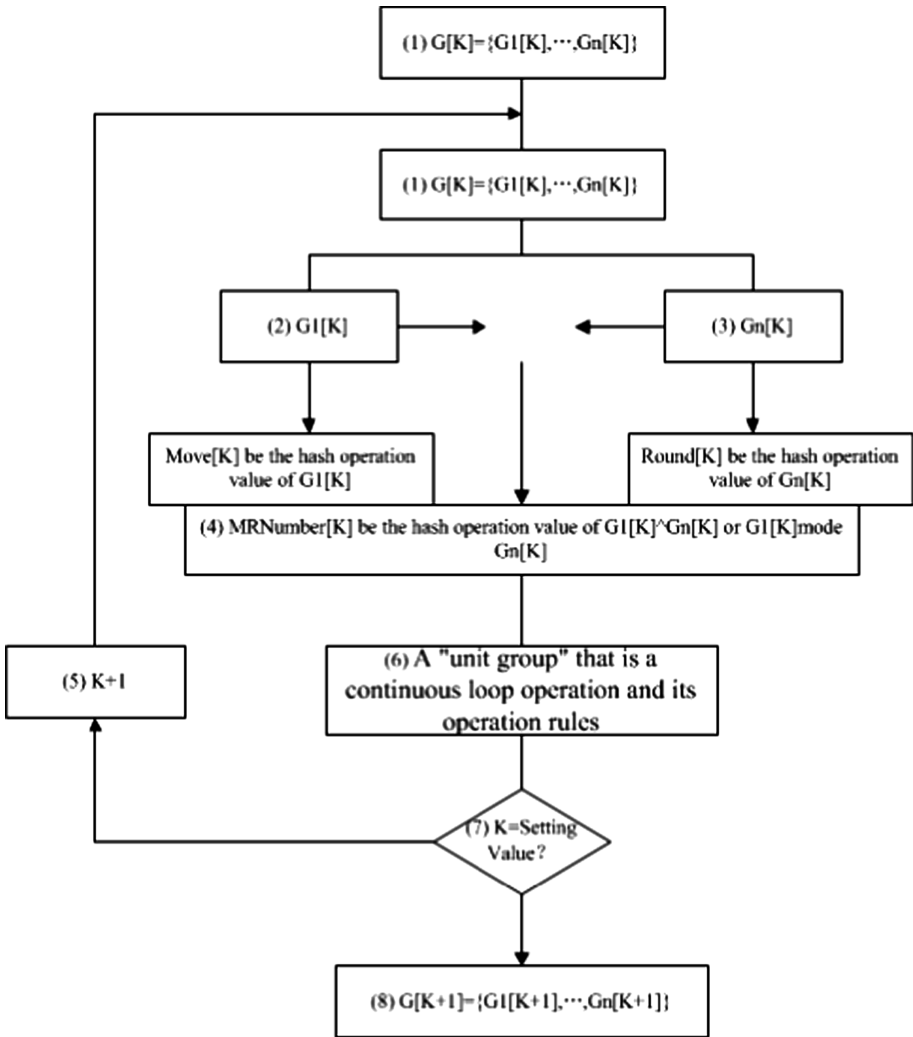 (1) G[K]={G1[K],···,Gn[K]}
(1) G[K]={G1[K],···,Gn[K]}
(2) G1[K]
(3) Gn[K]
Move[K] be the hash operation
value of G1[K]
Round[K] be the hash operation
value of Gn[K]
(4) MRNumber[K] be the hash operation value of G1[K]^Gn[K] or G1[K]mode
Gn[K]
(5) K+1
(6) A "unit group" that is a
continuous loop operation and its
operation rules
(7) K=Setting
Value?
(8) G[K+1]={G1[K+1],···,Gn[K+1]}